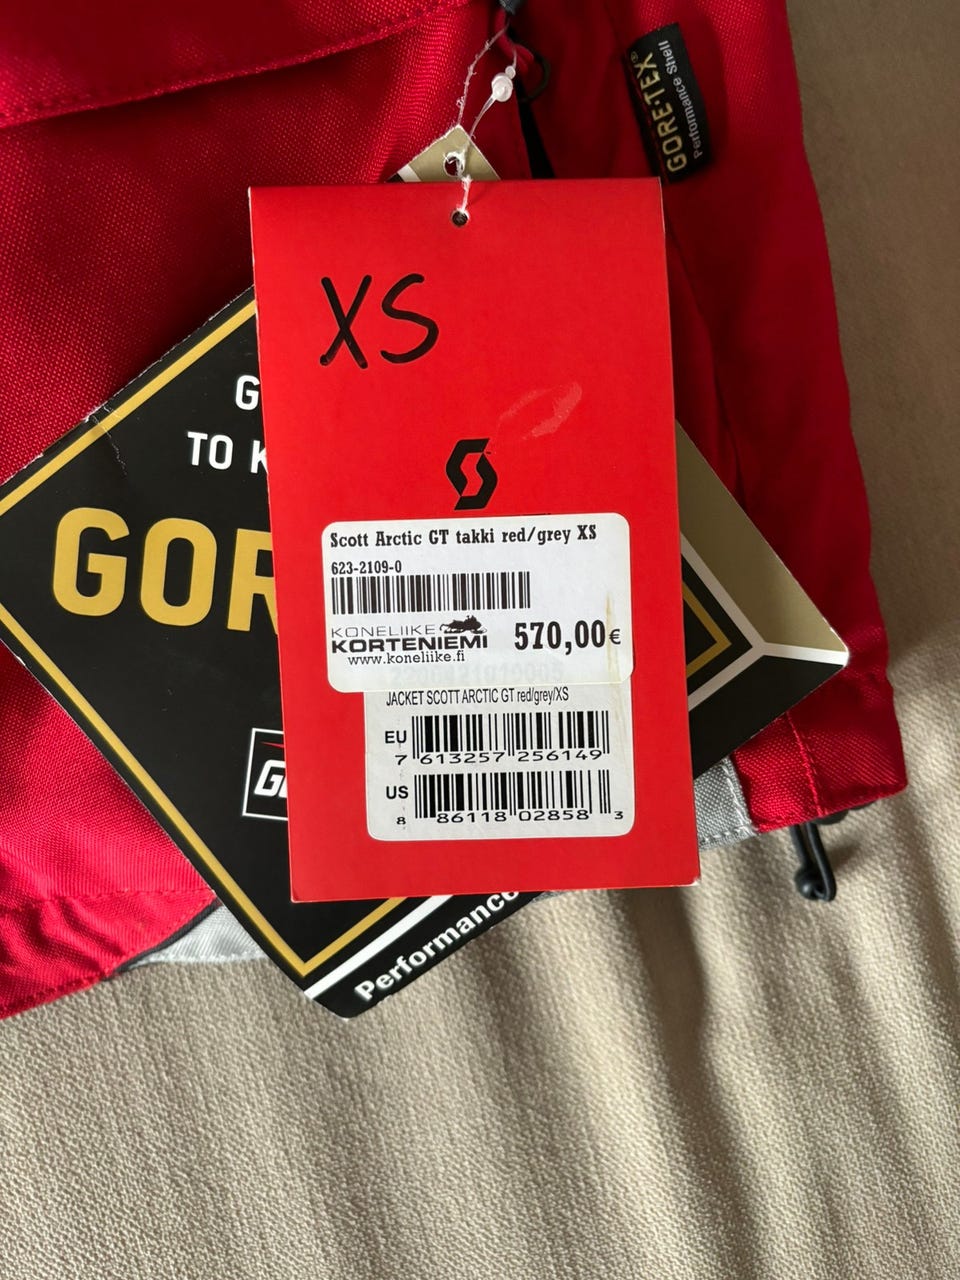 GORE-TEX®
Performance Shell
XS
G
TO K
GOR
Scott Arctic GT takki red/grey XS
623-2109-0
KONELIIKE
KORTENIEMI
570,00€
www.koneliike.fi
JACKET SCOTT ARCTIC GT red/grey/XS
EU
7 613257 256149
US
8 86118 02858 3
Performance